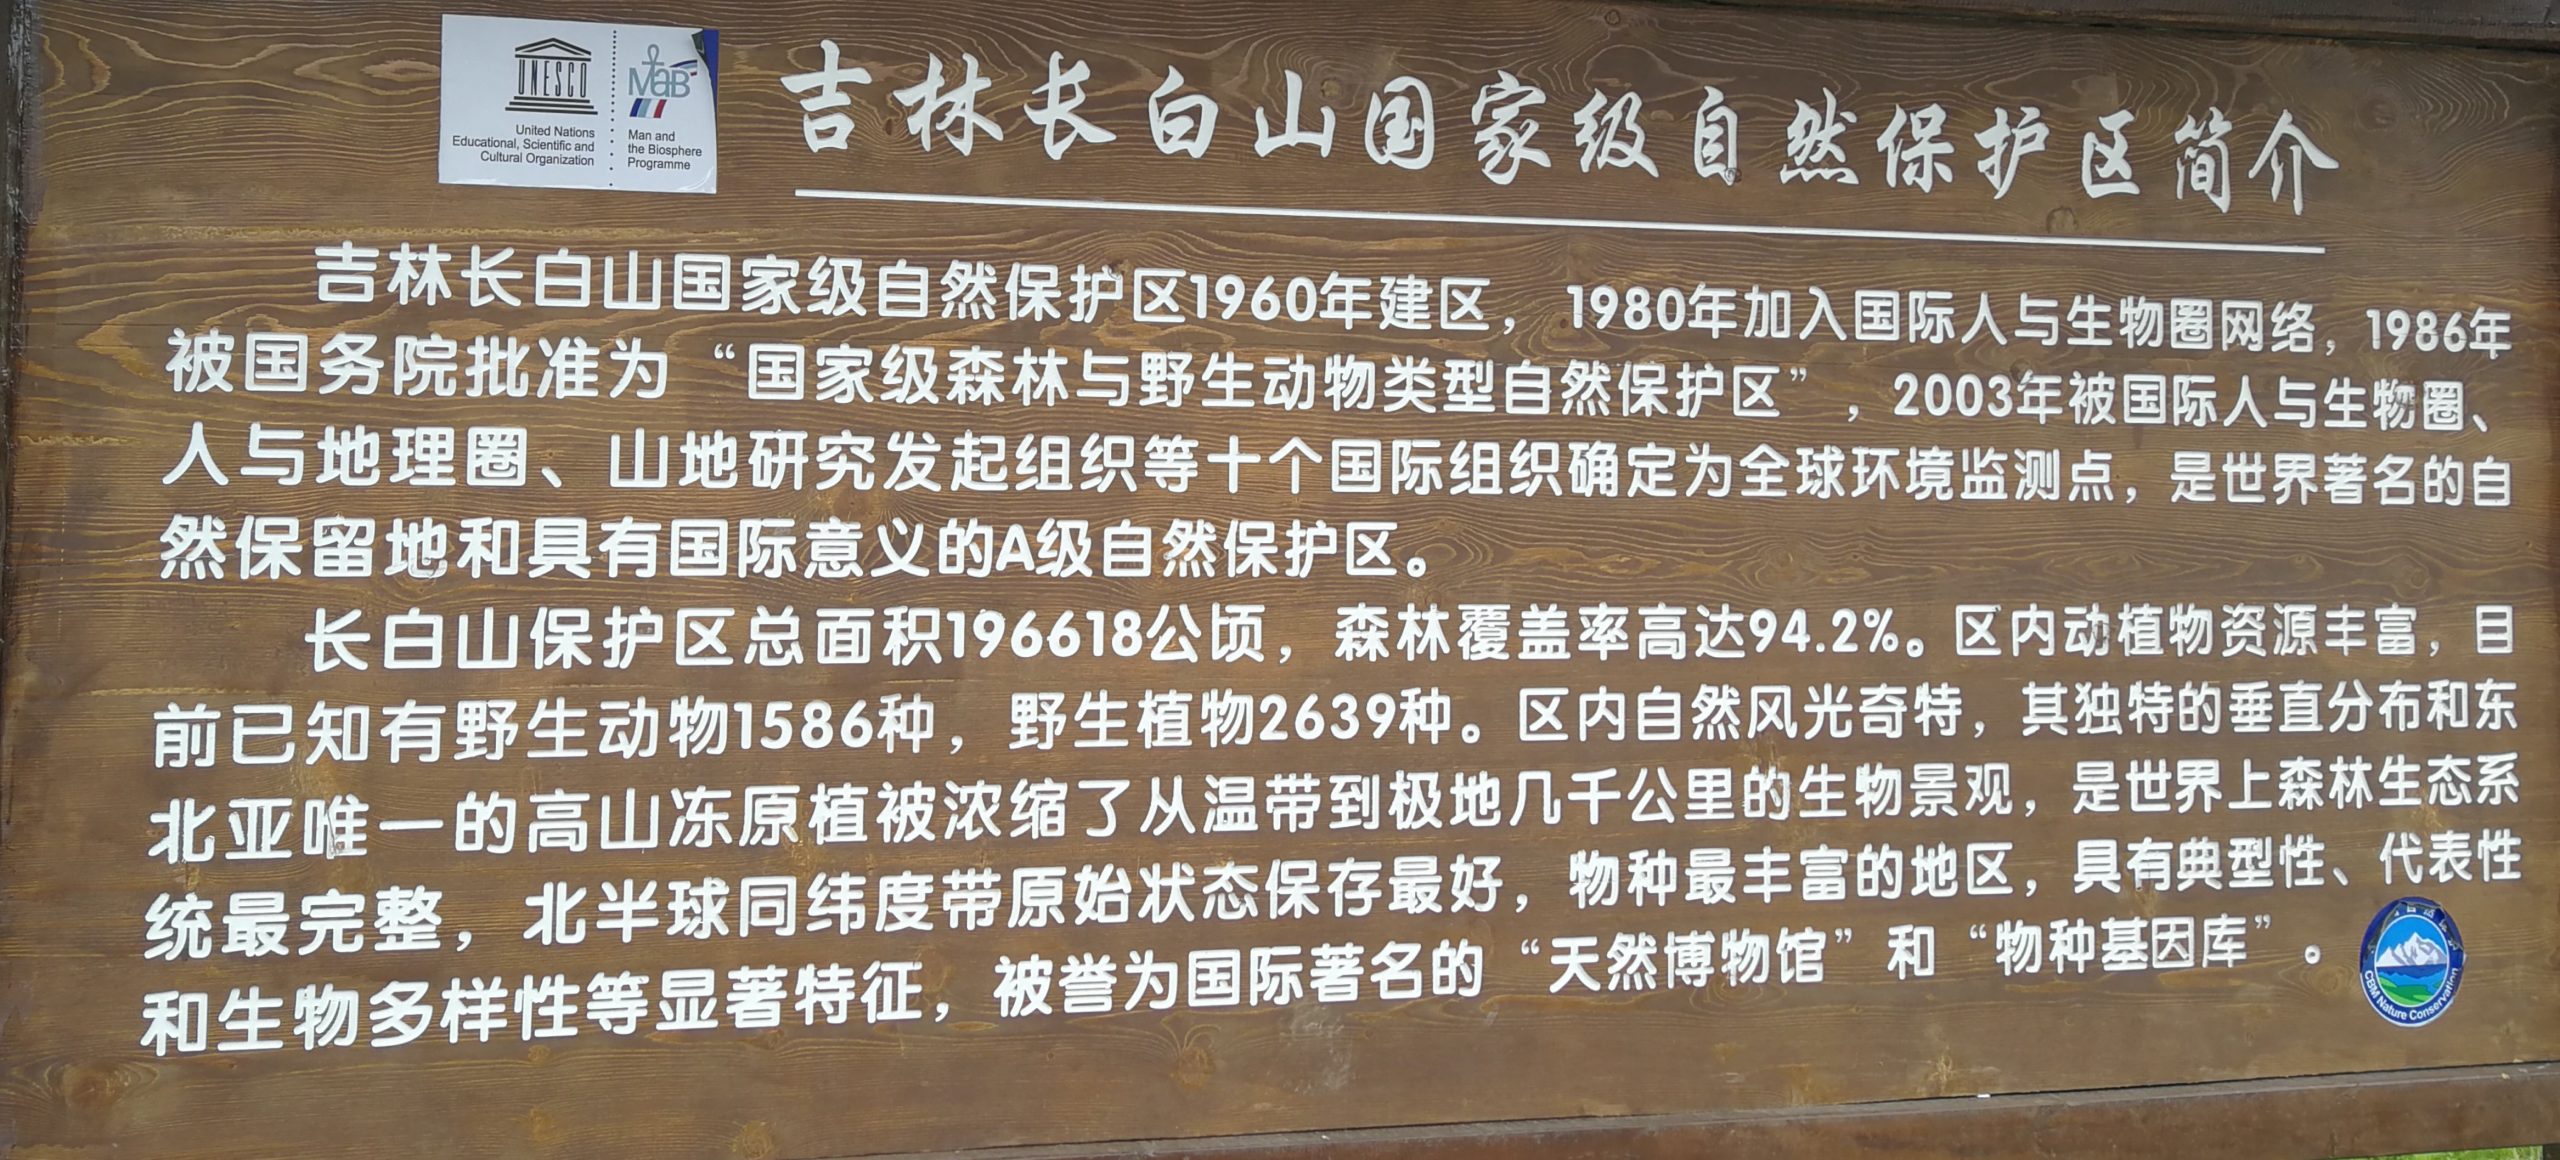 UNESCO
United Nations
Educational, Scientific and
Cultural Organization
MaB
Man and
the Biosphere
Programme
吉林长白山国家级自然保护区简介
吉林长白山国家级自然保护区1960年建区，1980年加入国际人与生物圈网络，1986年
被国务院批准为“国家级森林与野生动物类型自然保护区”，2003年被国际人与生物圈、
人与地理圈、山地研究发起组织等十个国际组织确定为全球环境监测点，是世界著名的自
然保留地和具有国际意义的A级自然保护区。
长白山保护区总面积196618公顷，森林覆盖率高达94.2%。区内动植物资源丰富，目
前已知有野生动物1586种，野生植物2639种。区内自然风光奇特，其独特的垂直分布和东
北亚唯一的高山冻原植被浓缩了从温带到极地几千公里的生物景观，是世界上森林生态系
统最完整，北半球同纬度带原始状态保存最好，物种最丰富的地区，具有典型性、代表性
和生物多样性等显著特征，被誉为国际著名的“天然博物馆”和“物种基因库”。
CBM Nature Conservation